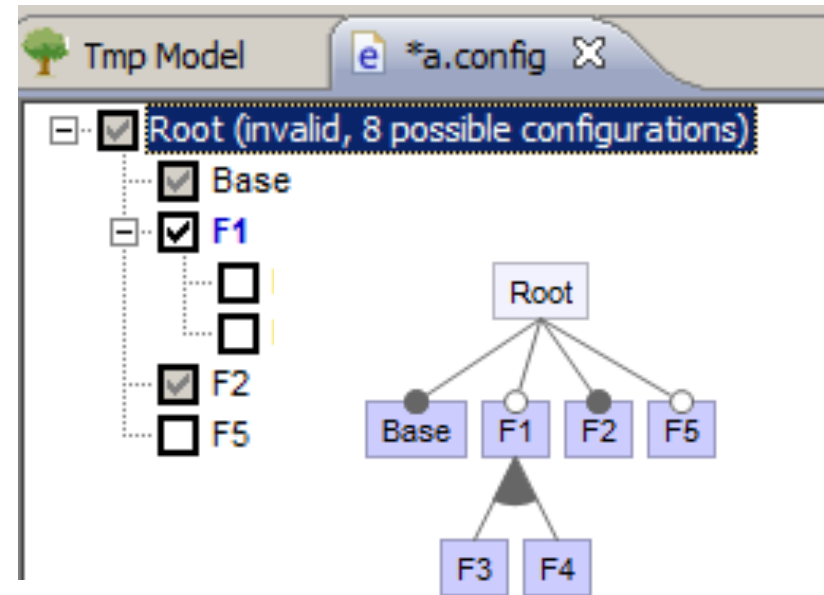 Tmp Model
e *a.config
Root (invalid, 8 possible configurations)
Base
F1
F2
F5
Root
Base F1 F2 F5
F3 F4